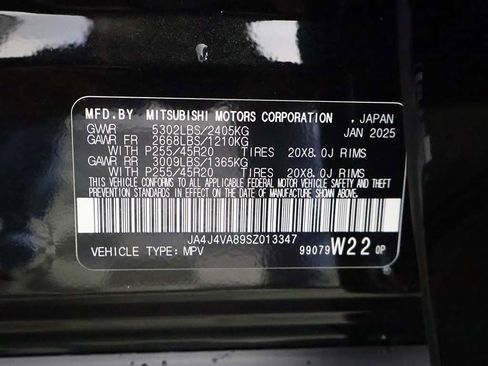 MFD.BY MITSUBISHI MOTORS CORPORATION , JAPAN
GVWR 5302LBS/2405KG JAN 2025
GAWR FR 2668LBS/1210KG
WITH P255/45R20 TIRES 20X8.0J RIMS
GAWR RR 3009LBS/1365KG
WITH P255/45R20 TIRES 20X8.0J RIMS
THIS VEHICLE CONFORMS TO ALL APPLICABLE FEDERAL MOTOR VEHICLE SAFETY AND THEFT
PREVENTION STANDARDS IN EFFECT ON THE DATE OF MANUFACTURE SHOWN ABOVE.
JA4J4VA89SZ013347
VEHICLE TYPE: MPV 99079 W22 0P